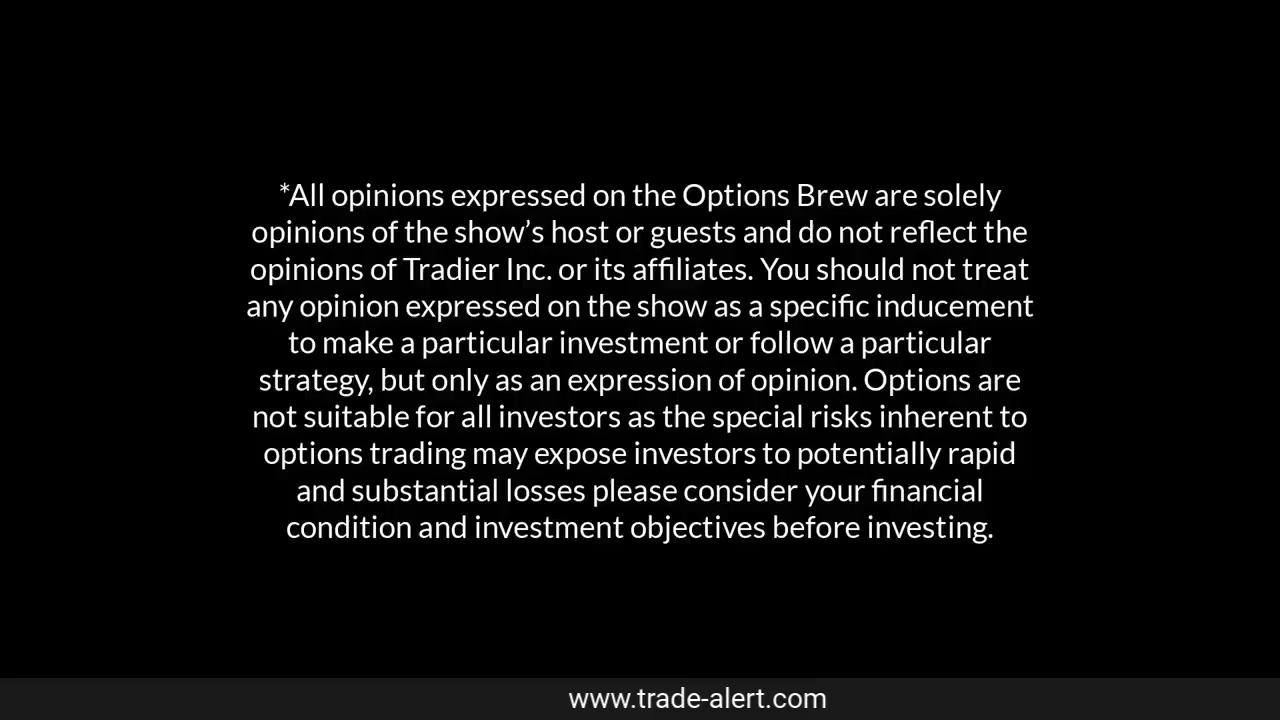 *All opinions expressed on the Options Brew are solely
opinions of the show’s host or guests and do not reflect the
opinions of Tradier Inc. or its affiliates. You should not treat
any opinion expressed on the show as a specific inducement
to make a particular investment or follow a particular
strategy, but only as an expression of opinion. Options are
not suitable for all investors as the special risks inherent to
options trading may expose investors to potentially rapid
and substantial losses please consider your financial
condition and investment objectives before investing.
www.trade-alert.com